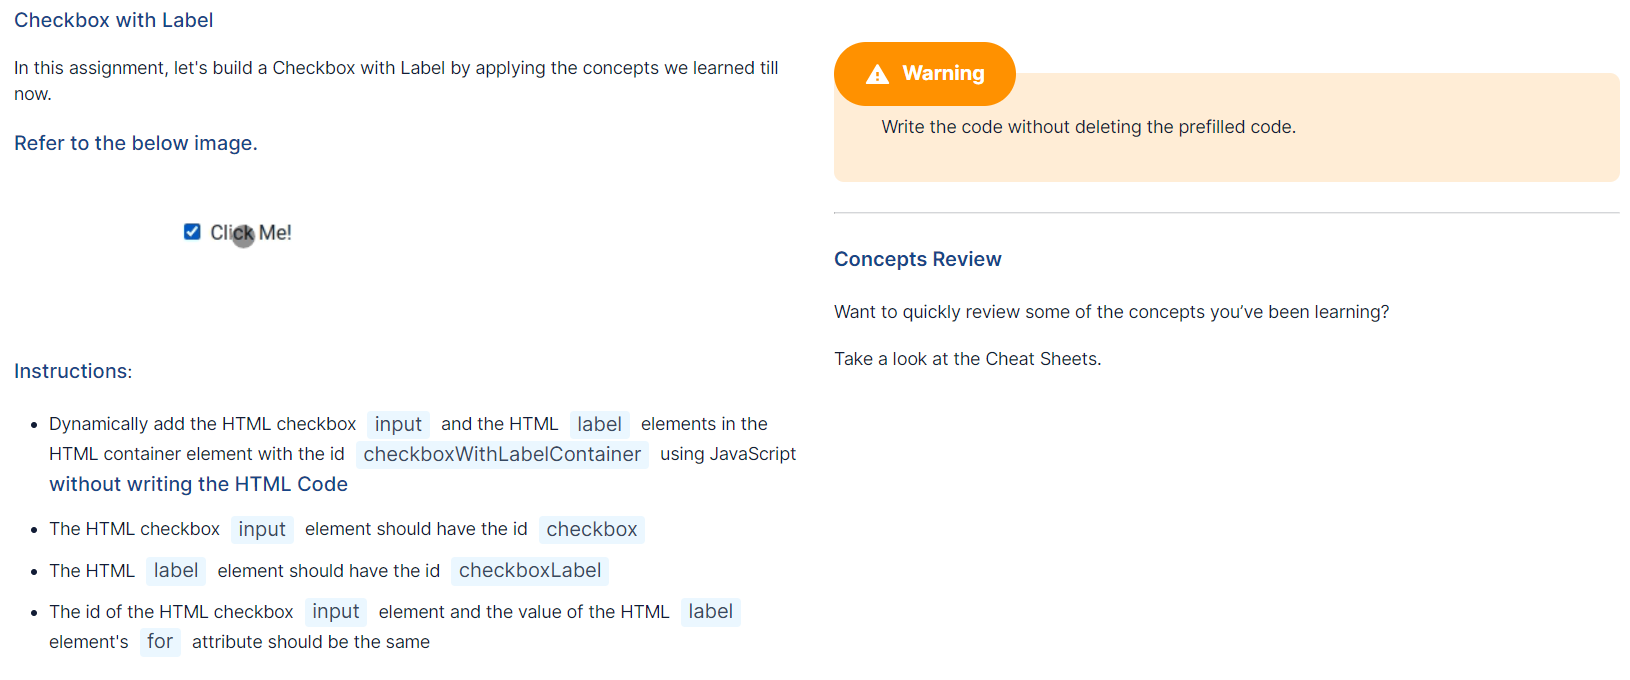 Checkbox with Label
In this assignment, let's build a Checkbox with Label by applying the concepts we learned till
now.
Refer to the below image.
Click Me!
Instructions:
Dynamically add the HTML checkbox input and the HTML label elements in the
HTML container element with the id checkboxWithLabelContainer using JavaScript
without writing the HTML Code
The HTML checkbox input element should have the id checkbox
The HTML label element should have the id checkboxLabel
The id of the HTML checkbox input element and the value of the HTML label
element's for attribute should be the same
Warning
Write the code without deleting the prefilled code.
Concepts Review
Want to quickly review some of the concepts you’ve been learning?
Take a look at the Cheat Sheets.